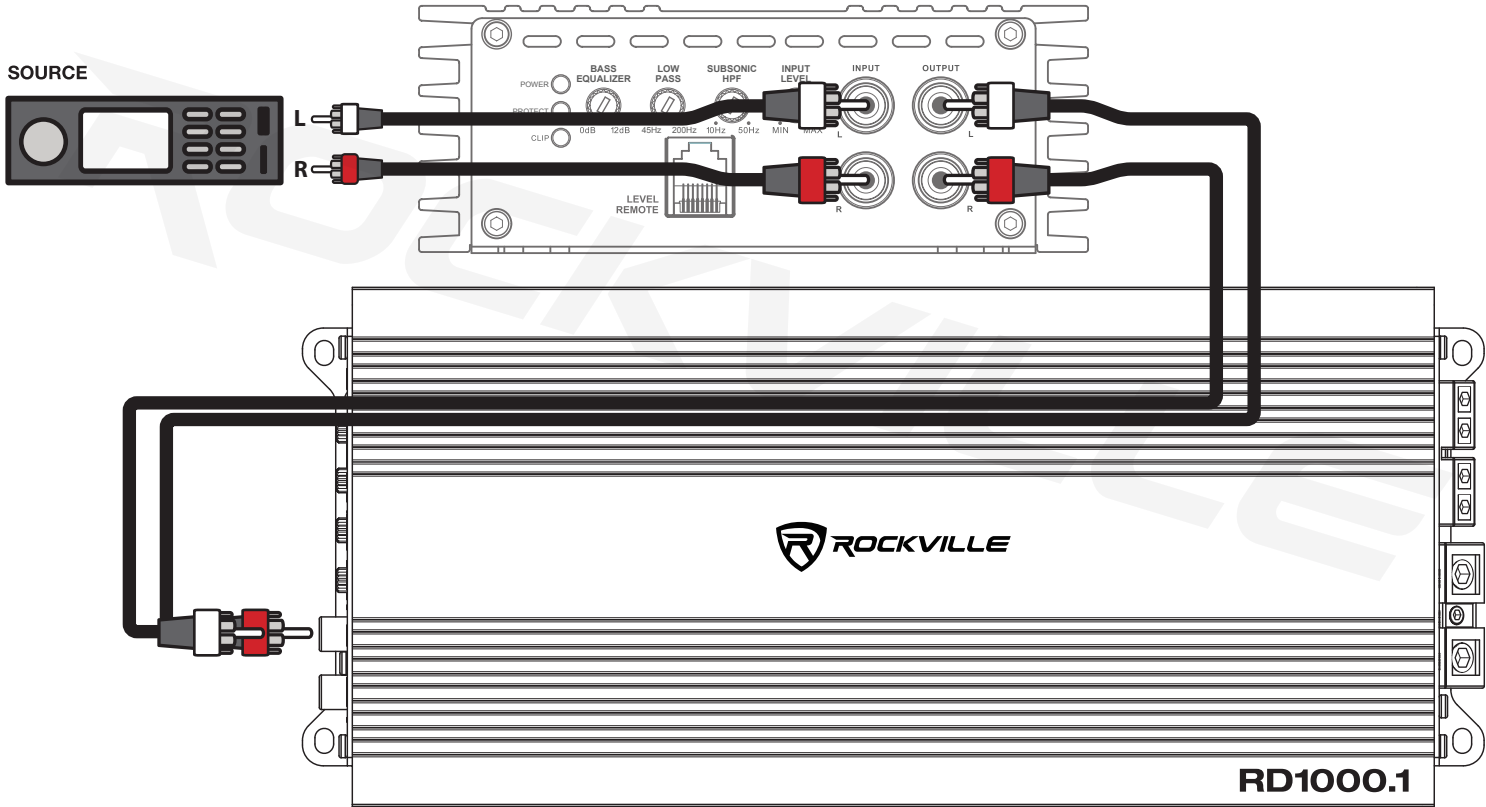 SOURCE
L
R
POWER
PROTECT
CLIP
BASS
EQUALIZER
0dB 12dB
LOW
PASS
45Hz 200Hz
SUBSONIC
HPF
10Hz 50Hz
INPUT
LEVEL
MIN MAX
INPUT
L
R
OUTPUT
L
R
LEVEL
REMOTE
ROCKVILLE
R ROCKVILLE
RD1000.1